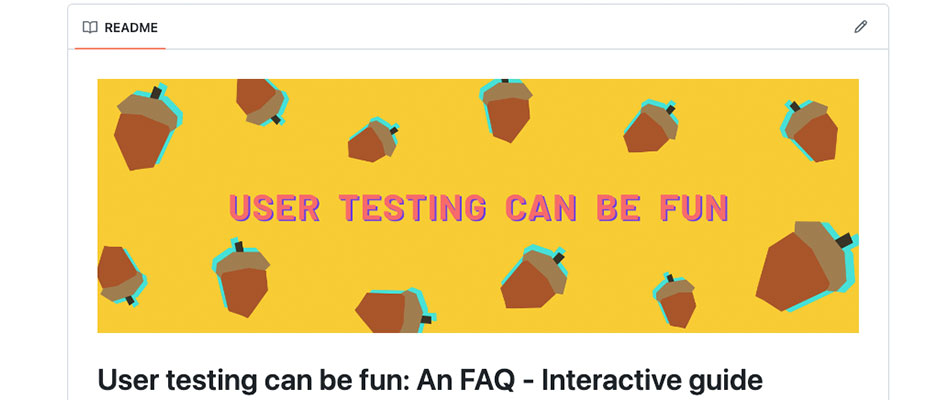 README
USER TESTING CAN BE FUN
User testing can be fun: An FAQ - Interactive guide